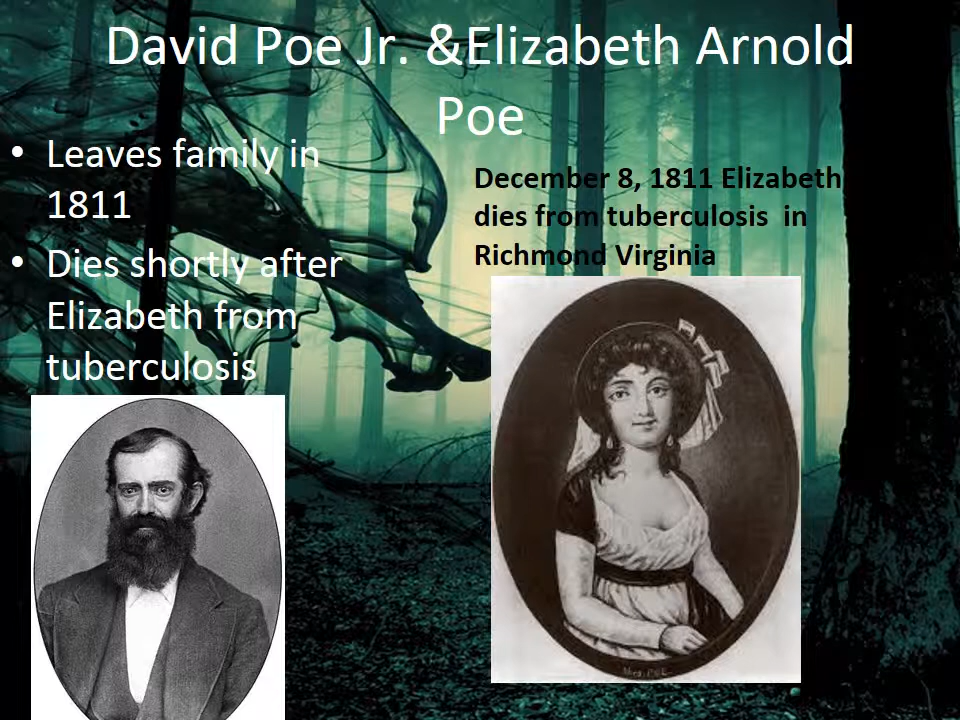 David Poe Jr. &Elizabeth Arnold
Poe
• Leaves family in
1811
• Dies shortly after
Elizabeth from
tuberculosis
December 8, 1811 Elizabeth
dies from tuberculosis  in
Richmond Virginia